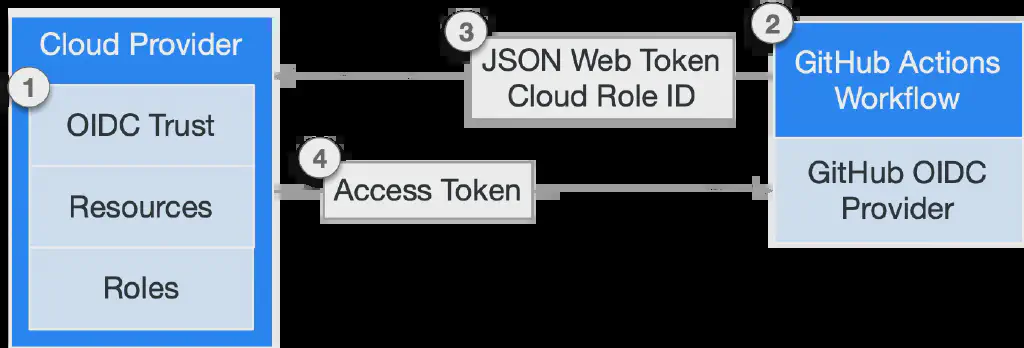 Cloud Provider
1
OIDC Trust
Resources
Roles
3
JSON Web Token
Cloud Role ID
4
Access Token
2
GitHub Actions
Workflow
GitHub OIDC
Provider